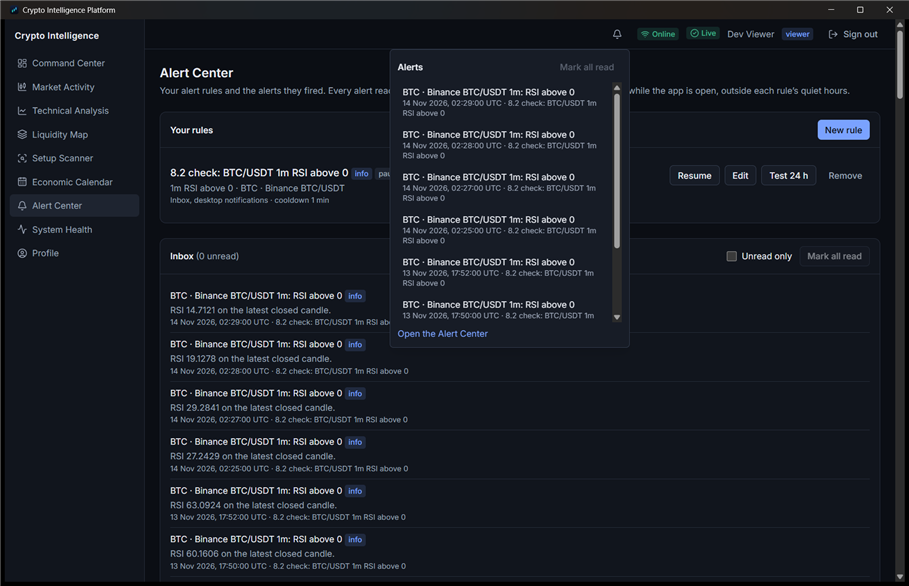 Crypto Intelligence Platform
Crypto Intelligence
Online
Live
Dev Viewer
viewer
Sign out
Command Center
Market Activity
Technical Analysis
Liquidity Map
Setup Scanner
Economic Calendar
Alert Center
System Health
Profile
Alert Center
Your alert rules and the alerts they fired. Every alert
while the app is open, outside each rule's quiet hours.
Your rules
New rule
8.2 check: BTC/USDT 1m RSI above 0 info
1m RSI above 0 · BTC · Binance BTC/USDT
Inbox, desktop notifications · cooldown 1 min
Resume
Edit
Test 24 h
Remove
Inbox (0 unread)
Unread only
Mark all read
BTC · Binance BTC/USDT 1m: RSI above 0 info
RSI 14.7121 on the latest closed candle.
14 Nov 2026, 02:29:00 UTC · 8.2 check: BTC/USDT 1m RSI
BTC · Binance BTC/USDT 1m: RSI above 0 info
RSI 19.1278 on the latest closed candle.
14 Nov 2026, 02:28:00 UTC · 8.2 check: BTC/USDT 1m RSI above 0
BTC · Binance BTC/USDT 1m: RSI above 0 info
RSI 29.2841 on the latest closed candle.
14 Nov 2026, 02:27:00 UTC · 8.2 check: BTC/USDT 1m RSI above 0
BTC · Binance BTC/USDT 1m: RSI above 0 info
RSI 27.2429 on the latest closed candle.
14 Nov 2026, 02:25:00 UTC · 8.2 check: BTC/USDT 1m RSI above 0
BTC · Binance BTC/USDT 1m: RSI above 0 info
RSI 63.0924 on the latest closed candle.
13 Nov 2026, 17:52:00 UTC · 8.2 check: BTC/USDT 1m RSI above 0
BTC · Binance BTC/USDT 1m: RSI above 0 info
RSI 60.1606 on the latest closed candle.
13 Nov 2026, 17:50:00 UTC · 8.2 check: BTC/USDT 1m RSI above 0
Alerts
Mark all read
BTC · Binance BTC/USDT 1m: RSI above 0
14 Nov 2026, 02:29:00 UTC · 8.2 check: BTC/USDT 1m
RSI above 0
BTC · Binance BTC/USDT 1m: RSI above 0
14 Nov 2026, 02:28:00 UTC · 8.2 check: BTC/USDT 1m
RSI above 0
BTC · Binance BTC/USDT 1m: RSI above 0
14 Nov 2026, 02:27:00 UTC · 8.2 check: BTC/USDT 1m
RSI above 0
BTC · Binance BTC/USDT 1m: RSI above 0
14 Nov 2026, 02:25:00 UTC · 8.2 check: BTC/USDT 1m
RSI above 0
BTC · Binance BTC/USDT 1m: RSI above 0
13 Nov 2026, 17:52:00 UTC · 8.2 check: BTC/USDT 1m
RSI above 0
BTC · Binance BTC/USDT 1m: RSI above 0
13 Nov 2026, 17:50:00 UTC · 8.2 check: BTC/USDT 1m
Open the Alert Center